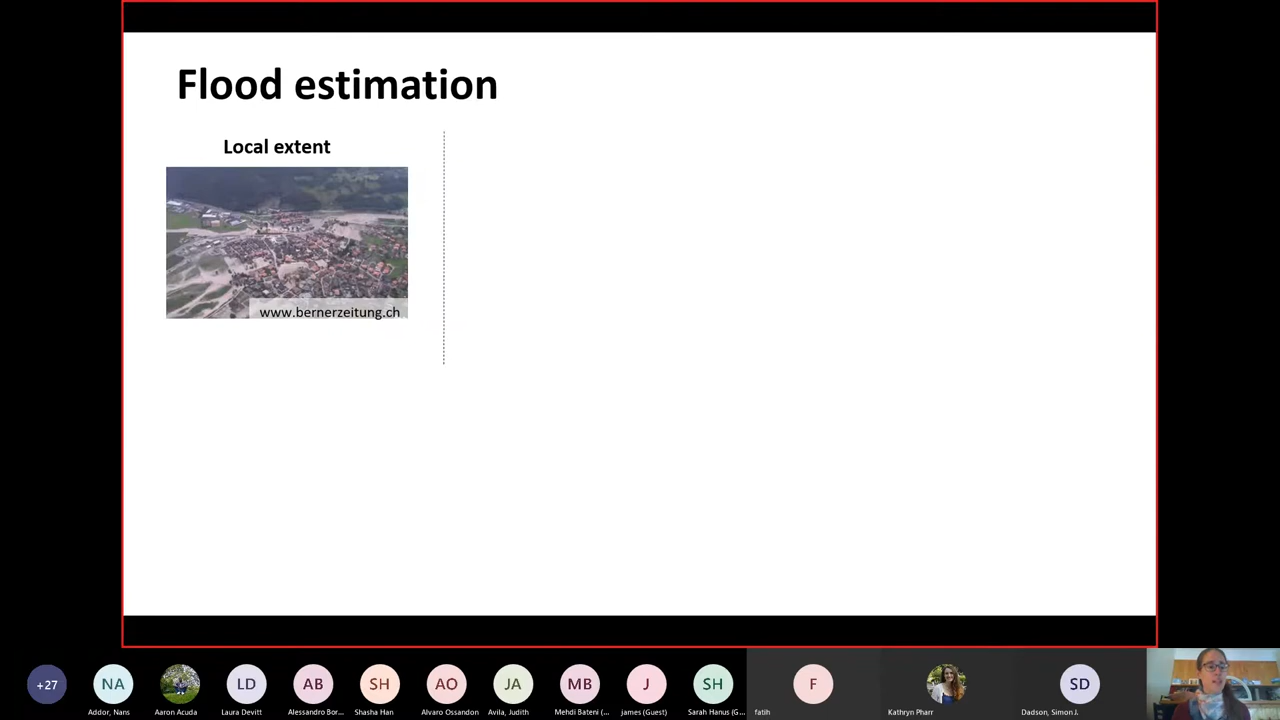 Flood estimation
Local extent
www.bernerzeitung.ch
+27
NA
LD
AB
SH
AO
JA
MB
J
SH
F
SD
Addor, Nans
Aaron Acuda
Laura Devitt
Alessandro Bor...
Shasha Han
Alvaro Ossandon
Avila, Judith
Mehdi Bateni (...
james (Guest)
Sarah Hanus (G...
fatih
Kathryn Pharr
Dadson, Simon J.